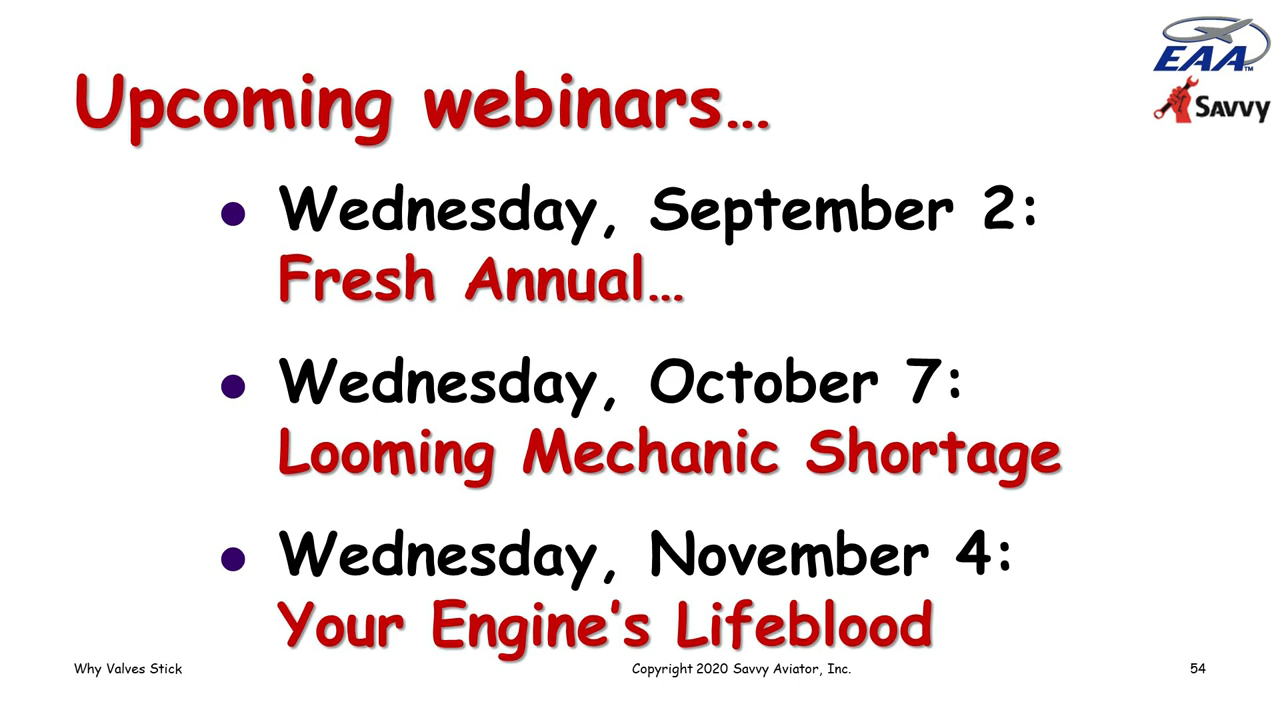 EAA™
Savvy
Upcoming webinars…
Wednesday, September 2:
Fresh Annual…
Wednesday, October 7:
Looming Mechanic Shortage
Wednesday, November 4:
Your Engine’s Lifeblood
Why Valves Stick
Copyright 2020 Savvy Aviator, Inc.
54